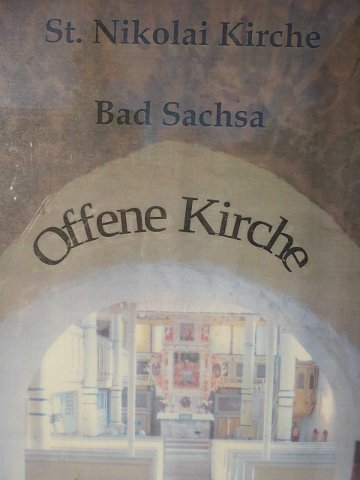 St. Nikolai Kirche
Bad Sachsa
Offene Kirche